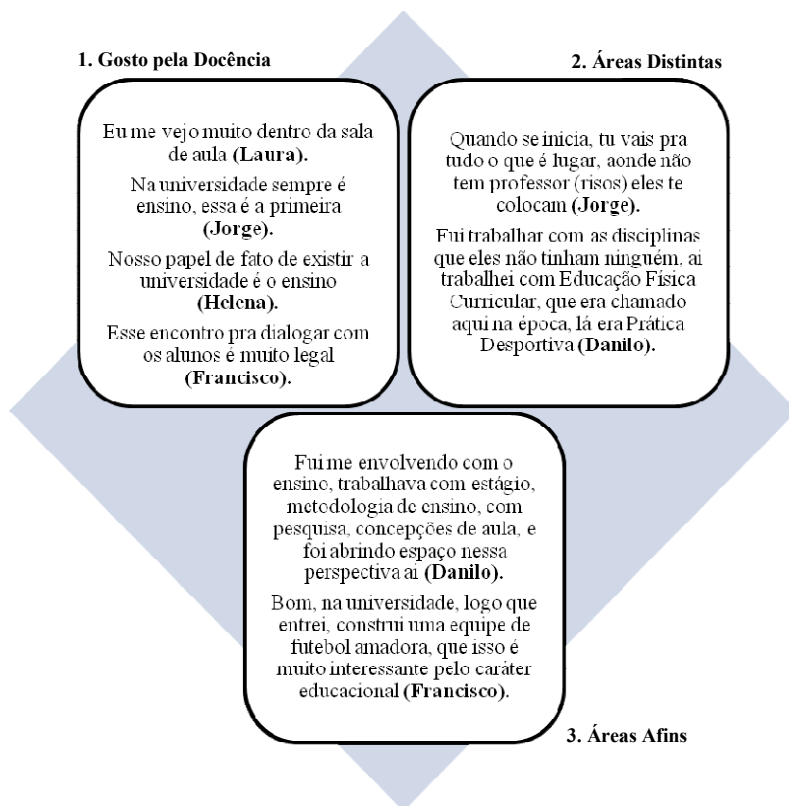 1. Gosto pela Docência
Eu me vejo muito dentro da sala
de aula (Laura).
Na universidade sempre é
ensino, essa é a primeira
(Jorge).
Nosso papel de fato de existir a
universidade é o ensino
(Helena).
Esse encontro pra dialogar com
os alunos é muito legal
(Francisco).
2. Áreas Distintas
Quando se inicia, tu vais pra
tudo o que é lugar, aonde não
tem professor (risos) eles te
colocam (Jorge).
Fui trabalhar com as disciplinas
que eles não tinham ninguém, ai
trabalhei com Educação Física
Curricular, que era chamado
aqui na época, lá era Prática
Desportiva (Danilo).
Fui me envolvendo com o
ensino, trabalhava com estágio,
metodologia de ensino, com
pesquisa, concepções de aula, e
foi abrindo espaço nessa
perspectiva ai (Danilo).
Bom, na universidade, logo que
entrei, construi uma equipe de
futebol amadora, que isso é
muito interessante pelo caráter
educacional (Francisco).
3. Áreas Afins